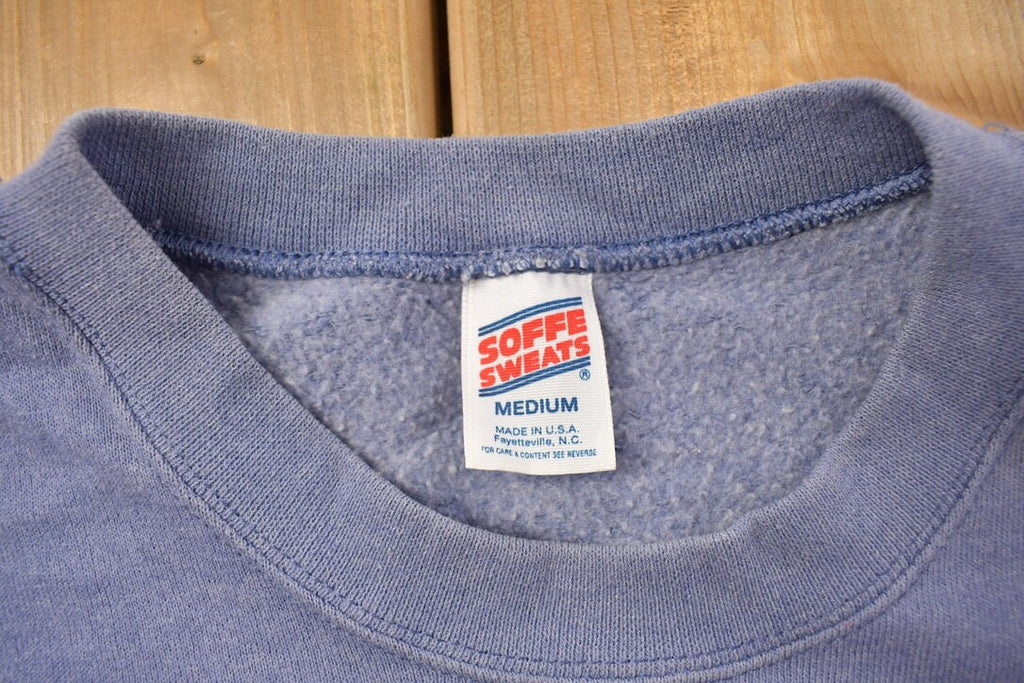 SOFFE
SWEATS
®
MEDIUM
MADE IN U.S.A.
Fayetteville, N.C.
FOR CARE & CONTENT SEE REVERSE